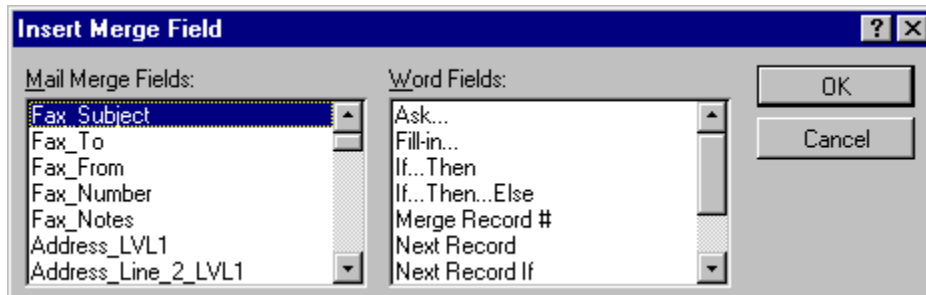 Insert Merge Field
Mail Merge Fields:
Fax_Subject
Fax_To
Fax_From
Fax_Number
Fax_Notes
Address_LVL1
Address_Line_2_LVL1
Word Fields:
Ask...
Fill-in...
If...Then
If...Then...Else
Merge Record #
Next Record
Next Record If
OK
Cancel